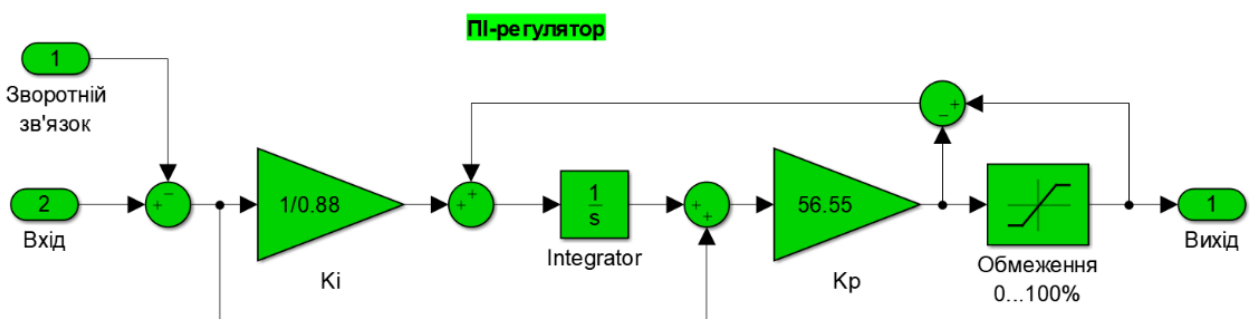 ПІ-регулятор
1
Зворотній
зв'язок
2
Вхід
1/0.88
Ki
1
s
Integrator
56.55
Kp
Обмеження
0...100%
1
Вихід